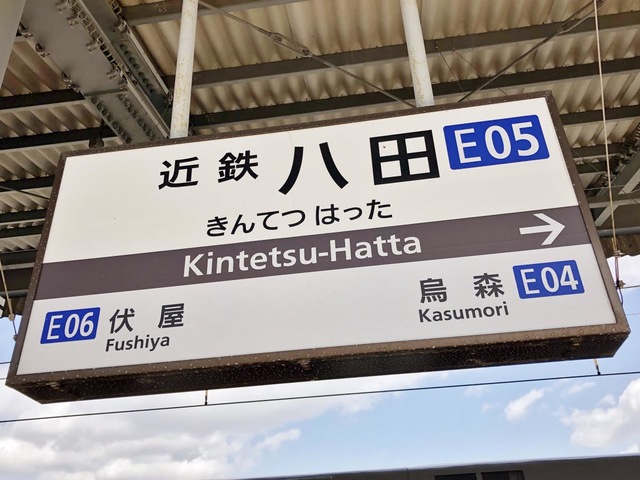 近鉄 八田 E05
きんてつ はった
Kintetsu-Hatta →
E06 伏屋
Fushiya
烏森 E04
Kasumori